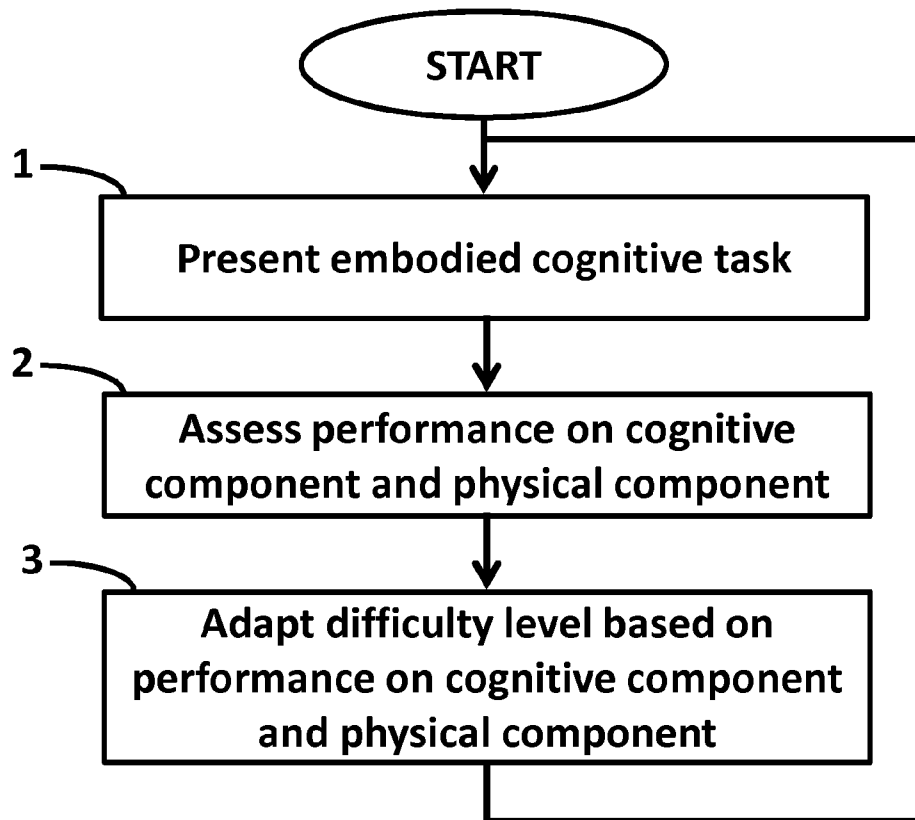 START
1
Present embodied cognitive task
2
Assess performance on cognitive
component and physical component
3
Adapt difficulty level based on
performance on cognitive component
and physical component